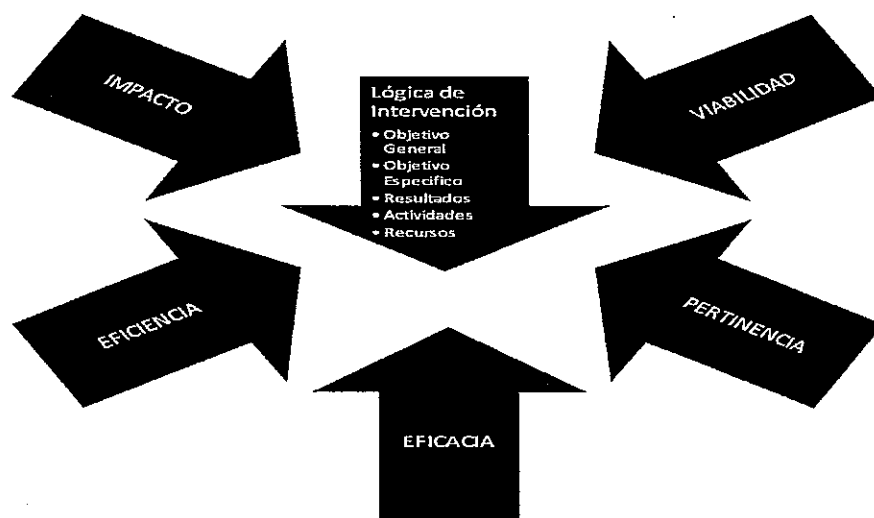 IMPACTO
Lógica de
Intervención
• Objetivo
General
• Objetivo
Especifico
• Resultados
• Actividades
• Recursos
VIABILIDAD
EFICIENCIA
PERTINENCIA
EFICACIA